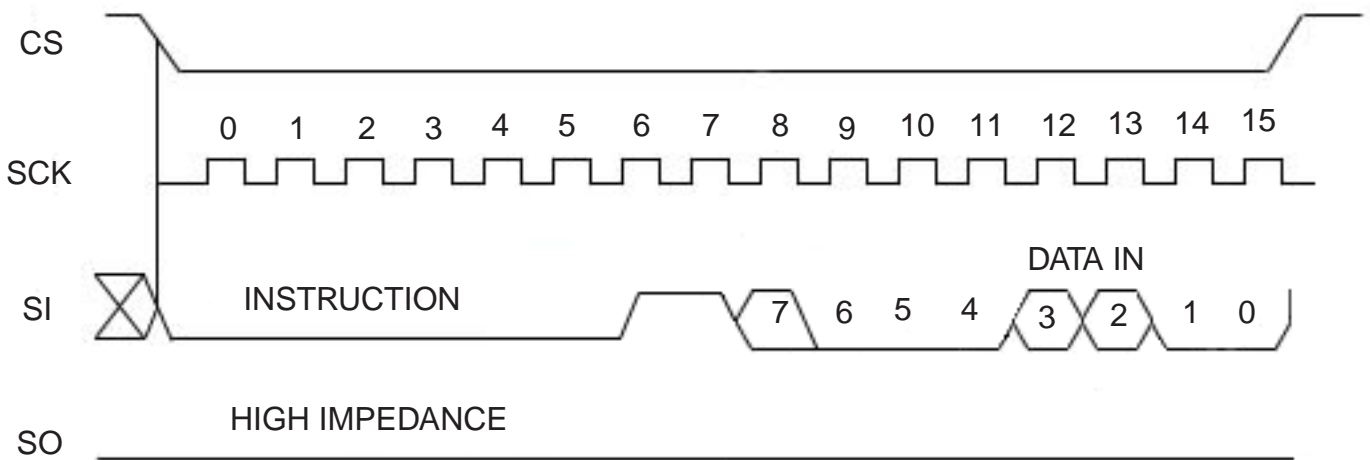 CS
0 1 2 3 4 5 6 7 8 9 10 11 12 13 14 15
SCK
DATA IN
SI INSTRUCTION 7 6 5 4 3 2 1 0
HIGH IMPEDANCE
SO